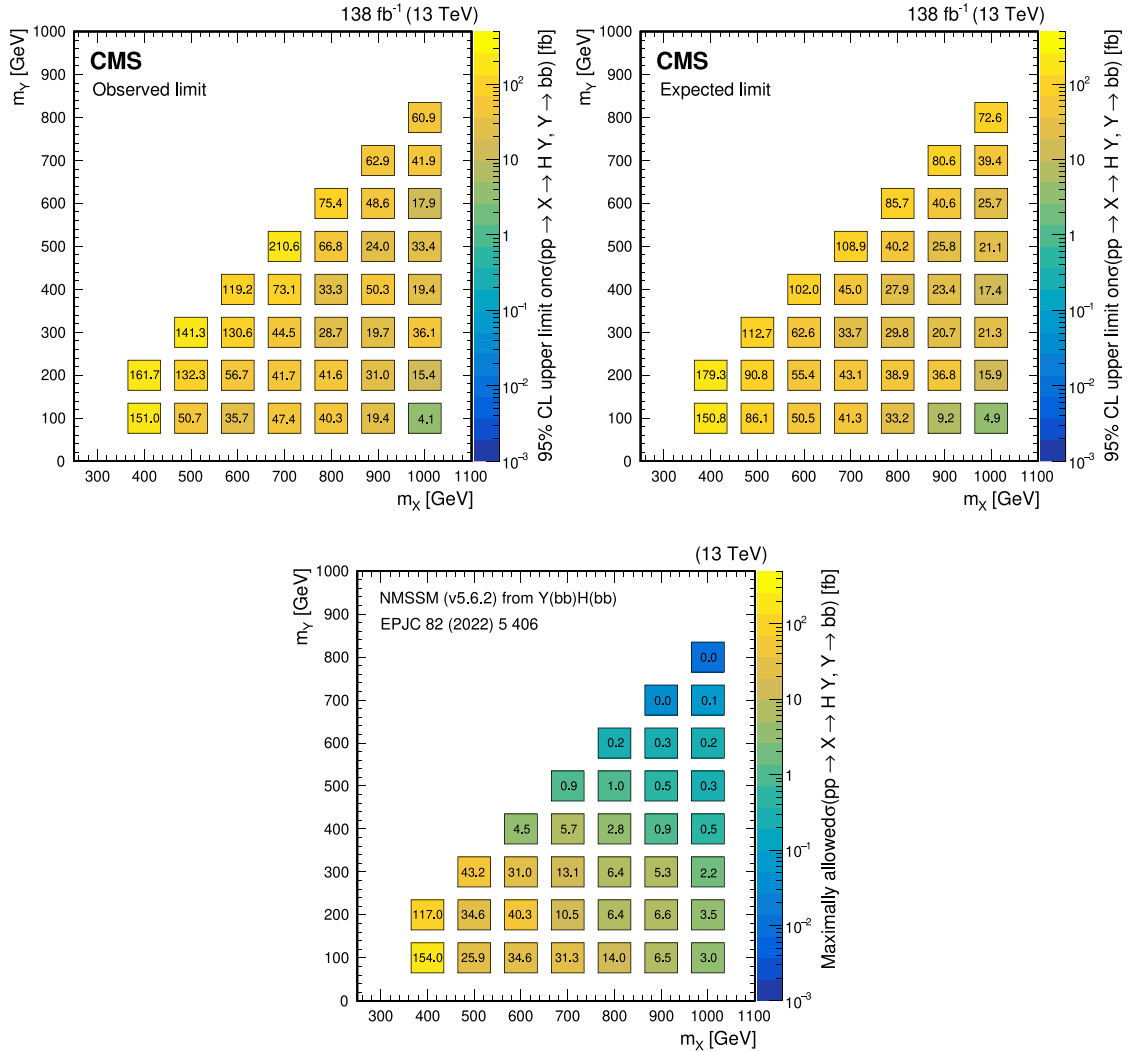 138 fb⁻¹ (13 TeV)
CMS
Observed limit
60.9
62.9 41.9
75.4 48.6 17.9
210.6 66.8 24.0 33.4
119.2 73.1 33.3 50.3 19.4
141.3 130.6 44.5 28.7 19.7 36.1
161.7 132.3 56.7 41.7 41.6 31.0 15.4
151.0 50.7 35.7 47.4 40.3 19.4 4.1
1000
900
800
700
600
500
400
300
200
100
0
m_Y [GeV]
300 400 500 600 700 800 900 1000 1100
m_X [GeV]
10²
10
1
10⁻¹
10⁻²
10⁻³
95% CL upper limit onσ(pp → X → H Y, Y → bb) [fb]
138 fb⁻¹ (13 TeV)
CMS
Expected limit
72.6
80.6 39.4
85.7 40.6 25.7
108.9 40.2 25.8 21.1
102.0 45.0 27.9 23.4 17.4
112.7 62.6 33.7 29.8 20.7 21.3
179.3 90.8 55.4 43.1 38.9 36.8 15.9
150.8 86.1 50.5 41.3 33.2 9.2 4.9
1000
900
800
700
600
500
400
300
200
100
0
m_Y [GeV]
300 400 500 600 700 800 900 1000 1100
m_X [GeV]
10²
10
1
10⁻¹
10⁻²
10⁻³
95% CL upper limit onσ(pp → X → H Y, Y → bb) [fb]
(13 TeV)
NMSSM (v5.6.2) from Y(bb)H(bb)
EPJC 82 (2022) 5 406
0.0
0.0 0.1
0.2 0.3 0.2
0.9 1.0 0.5 0.3
4.5 5.7 2.8 0.9 0.5
43.2 31.0 13.1 6.4 5.3 2.2
117.0 34.6 40.3 10.5 6.4 6.6 3.5
154.0 25.9 34.6 31.3 14.0 6.5 3.0
1000
900
800
700
600
500
400
300
200
100
0
m_Y [GeV]
300 400 500 600 700 800 900 1000 1100
m_X [GeV]
10²
10
1
10⁻¹
10⁻²
10⁻³
Maximally allowedσ(pp → X → H Y, Y → bb) [fb]